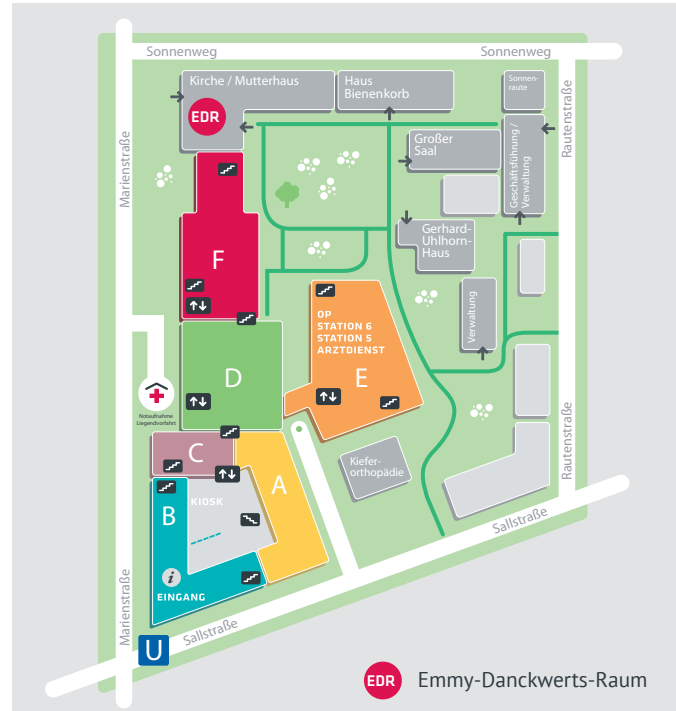 Sonnenweg
Sonnenweg
Kirche / Mutterhaus
Haus
Bienenkorb
Sonnen-
raute
EDR
Großer
Saal
Geschäftsführung /
Verwaltung
Rautenstraße
Marienstraße
Gerhard-
Uhlhorn-
Haus
F
Verwaltung
OP
STATION 6
STATION 5
ARZTDIENST
E
D
Notaufnahme
Liegendvorfahrt
C
A
Kiefer-
orthopädie
Rautenstraße
B
KIOSK
Sallstraße
i
EINGANG
Marienstraße
Sallstraße
U
EDR Emmy-Danckwerts-Raum